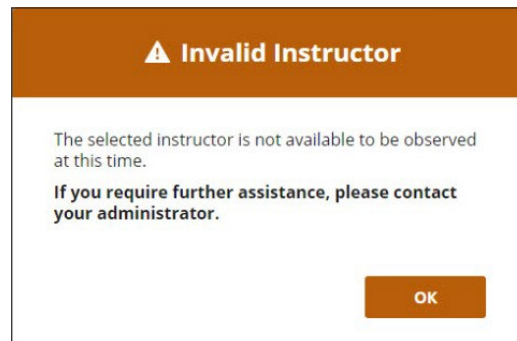 Invalid Instructor
The selected instructor is not available to be observed
at this time.
If you require further assistance, please contact
your administrator.
OK